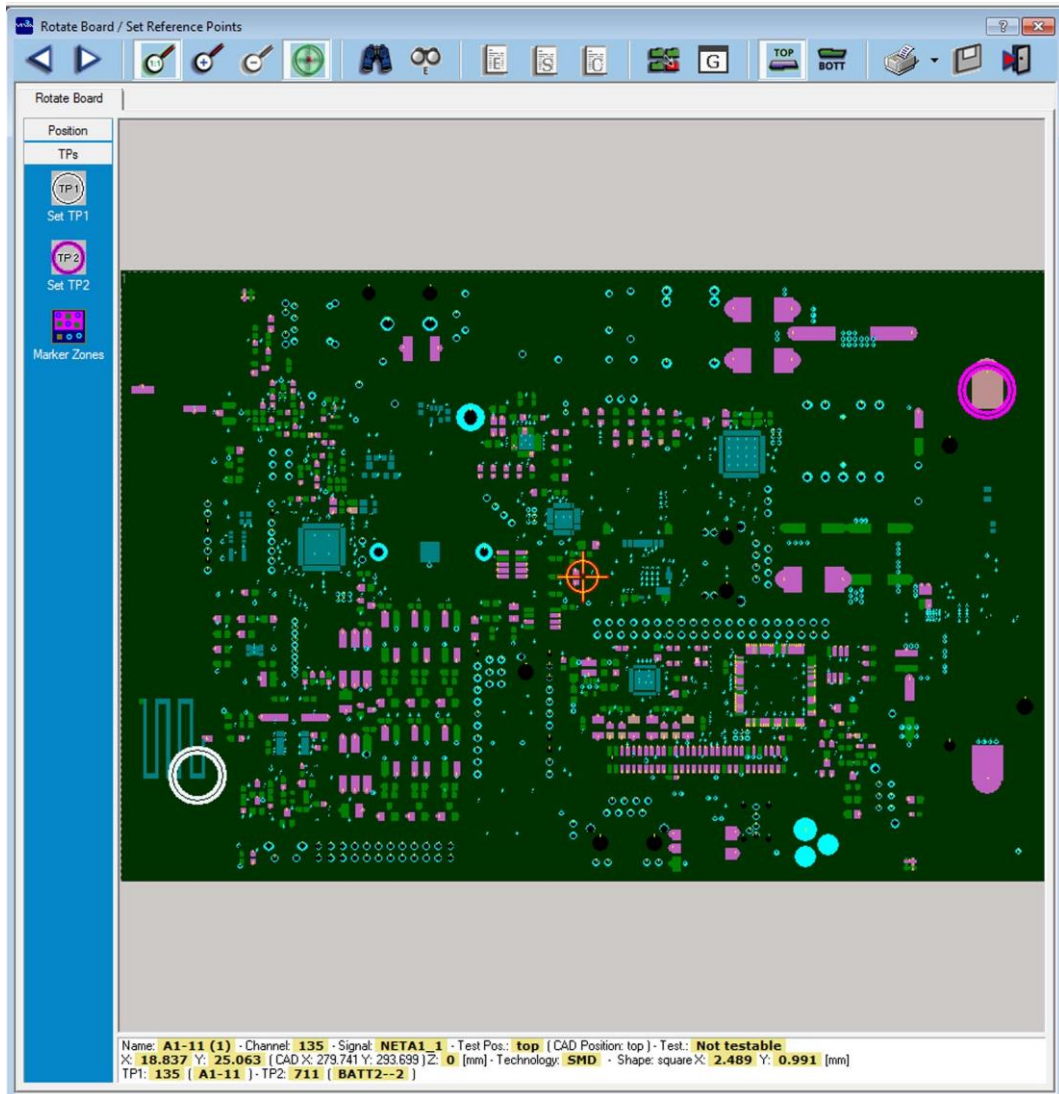 Rotate Board / Set Reference Points
1:1
E
E
S
C
G
TOP
BOTT
Rotate Board
Position
TPs
TP1
Set TP1
TP2
Set TP2
Marker Zones
Name: A1-11 (1) - Channel: 135 - Signal: NETA1_1 - Test Pos.: top ( CAD Position: top ) - Test.: Not testable
X: 18.837 Y: 25.063 ( CAD X: 279.741 Y: 293.699 ) Z: 0 [mm] - Technology: SMD - Shape: square X: 2.489 Y: 0.991 [mm]
TP1: 135 ( A1-11 ) - TP2: 711 ( BATT2--2 )